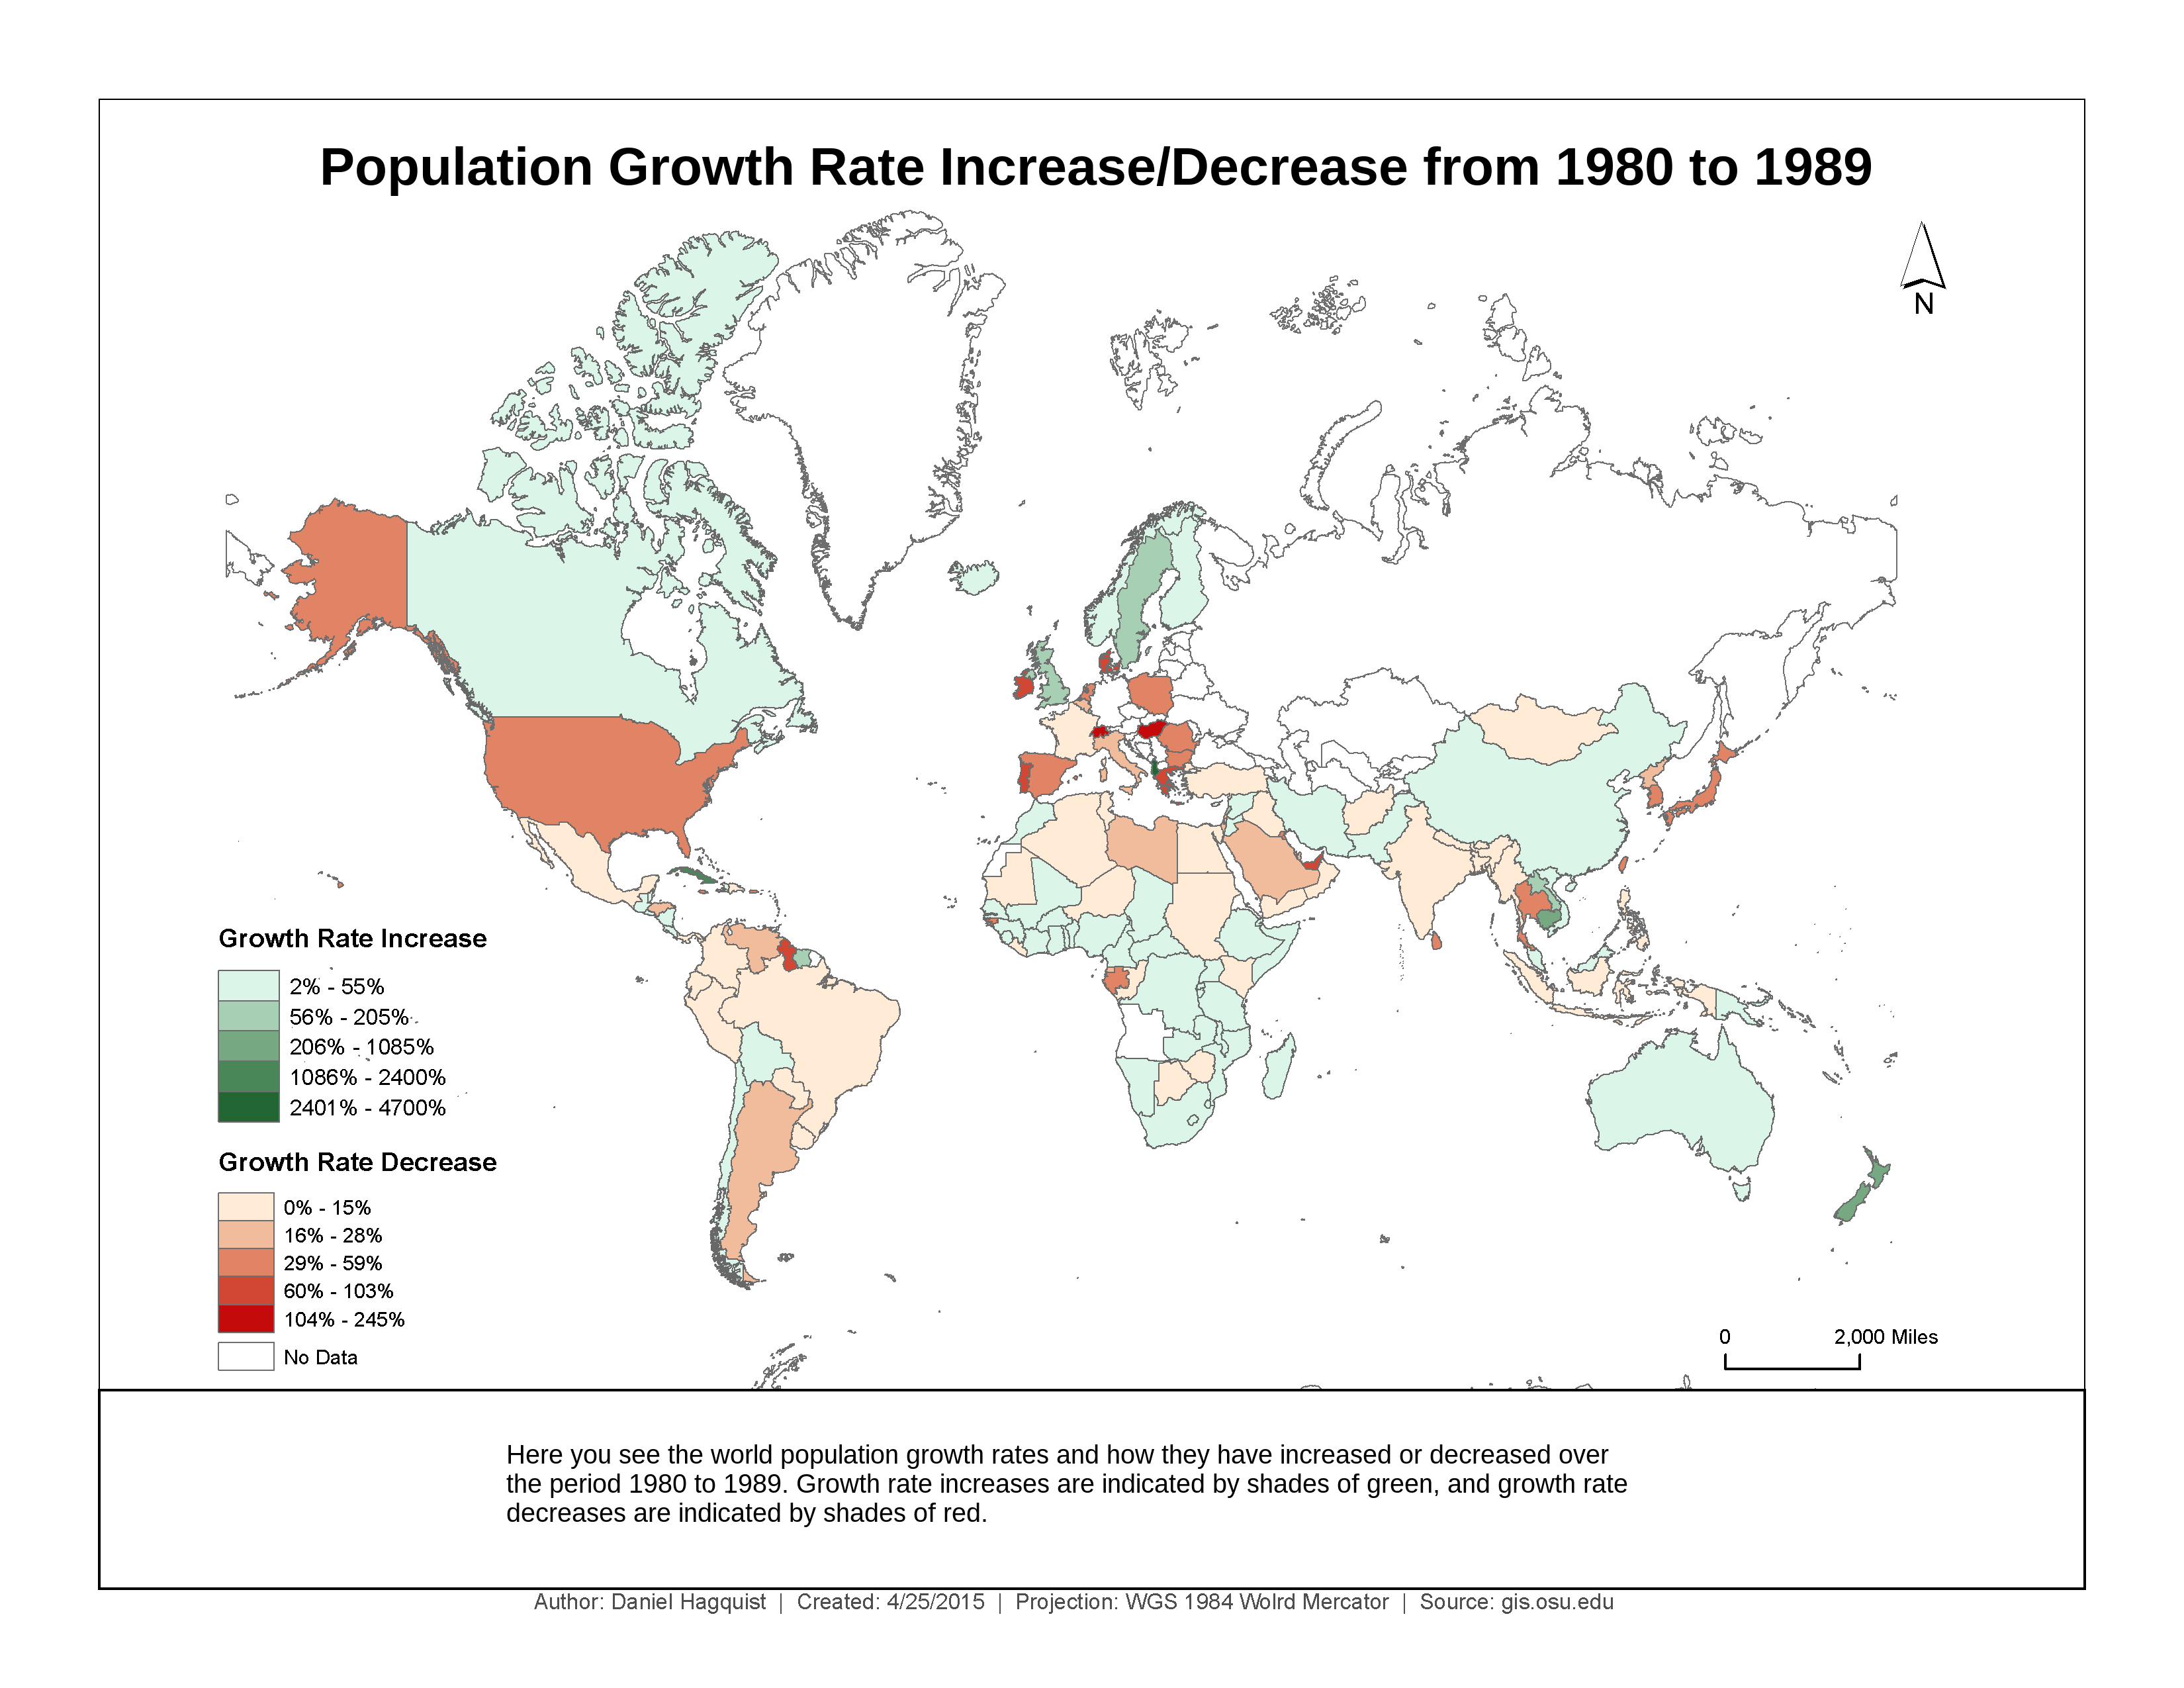 Population Growth Rate Increase/Decrease from 1980 to 1989
N
Growth Rate Increase
2% - 55%
56% - 205%
206% - 1085%
1086% - 2400%
2401% - 4700%
Growth Rate Decrease
0% - 15%
16% - 28%
29% - 59%
60% - 103%
104% - 245%
No Data
0 2,000 Miles
Here you see the world population growth rates and how they have increased or decreased over
the period 1980 to 1989. Growth rate increases are indicated by shades of green, and growth rate
decreases are indicated by shades of red.
Author: Daniel Hagquist | Created: 4/25/2015 | Projection: WGS 1984 Wolrd Mercator | Source: gis.osu.edu